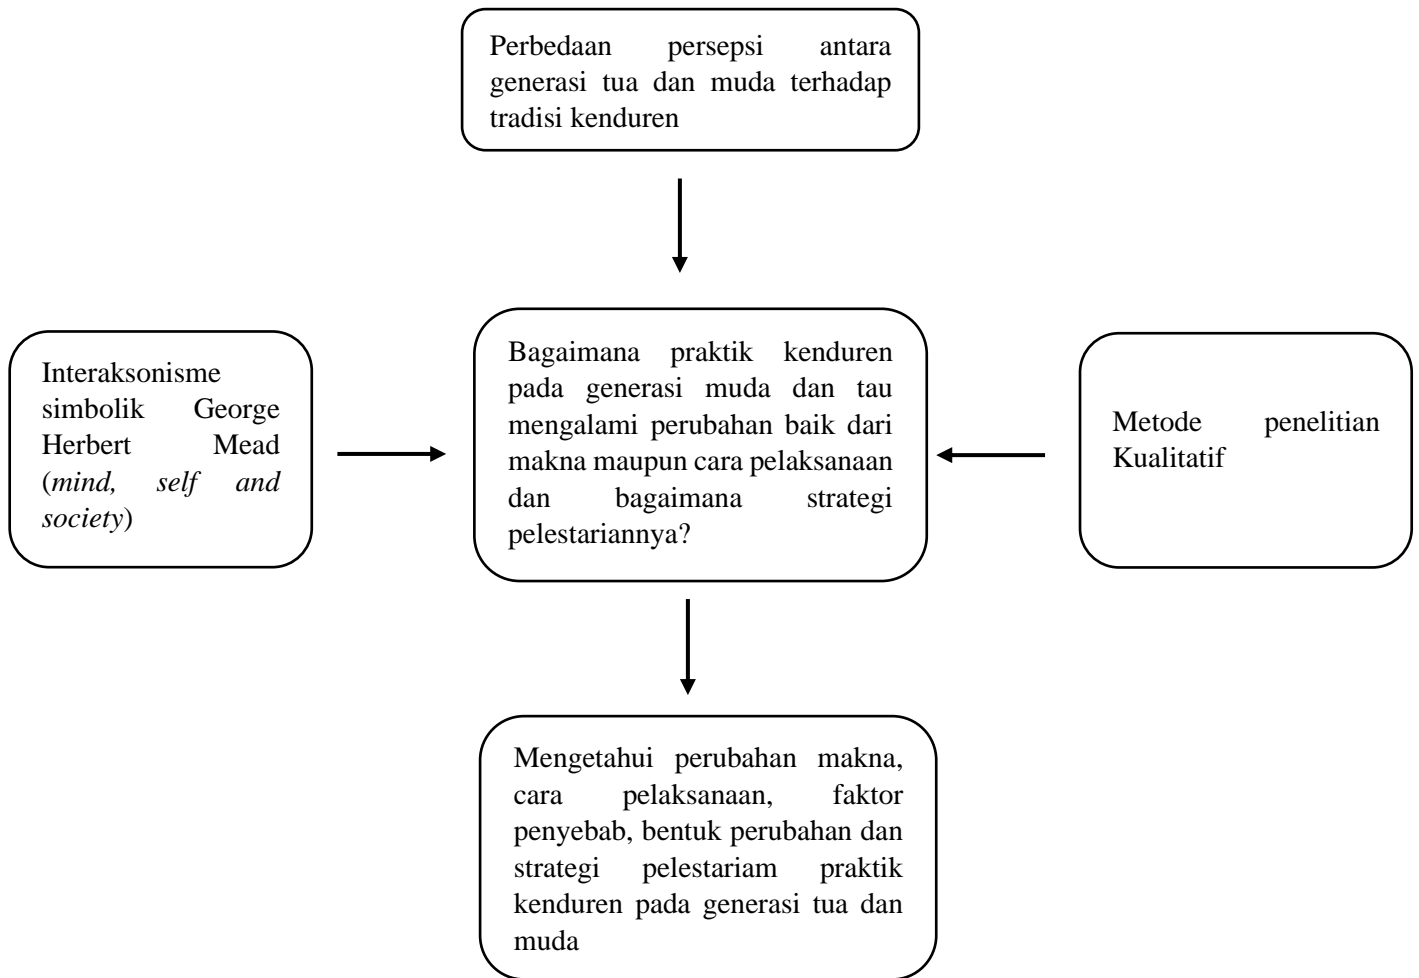 Perbedaan persepsi antara
generasi tua dan muda terhadap
tradisi kenduren
Interaksonisme
simbolik George
Herbert Mead
(mind, self and
society)
Bagaimana praktik kenduren
pada generasi muda dan tau
mengalami perubahan baik dari
makna maupun cara pelaksanaan
dan bagaimana strategi
pelestariannya?
Metode penelitian
Kualitatif
Mengetahui perubahan makna,
cara pelaksanaan, faktor
penyebab, bentuk perubahan dan
strategi pelestariam praktik
kenduren pada generasi tua dan
muda